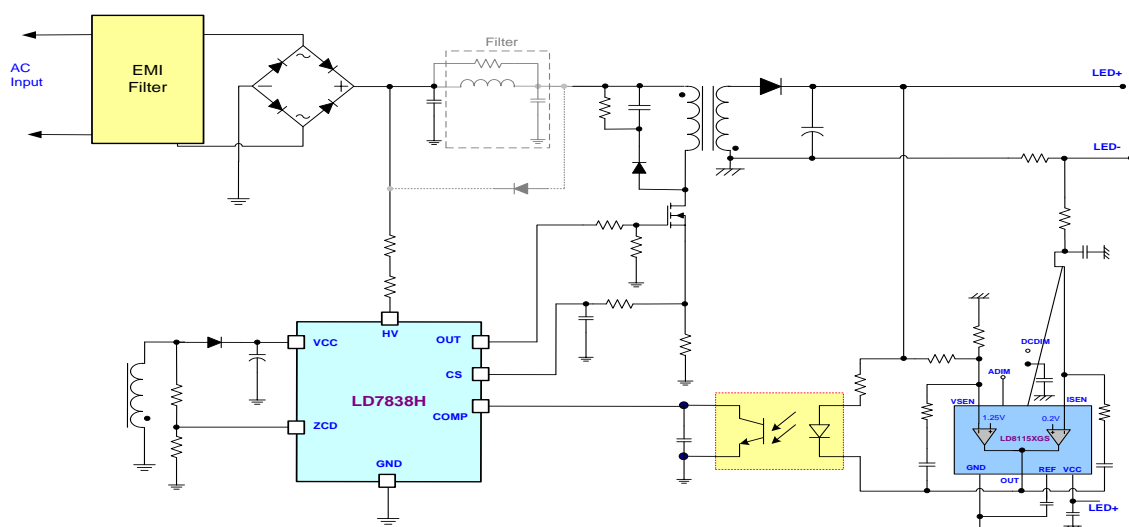 Filter
AC
Input
EMI
Filter
LED+
LED-
HV
VCC
OUT
CS
LD7838H
COMP
ZCD
GND
DCDIM
ADIM
VSEN
ISEN
1.25V
0.2V
LD8115XGS
GND
OUT
REF
VCC
LED+